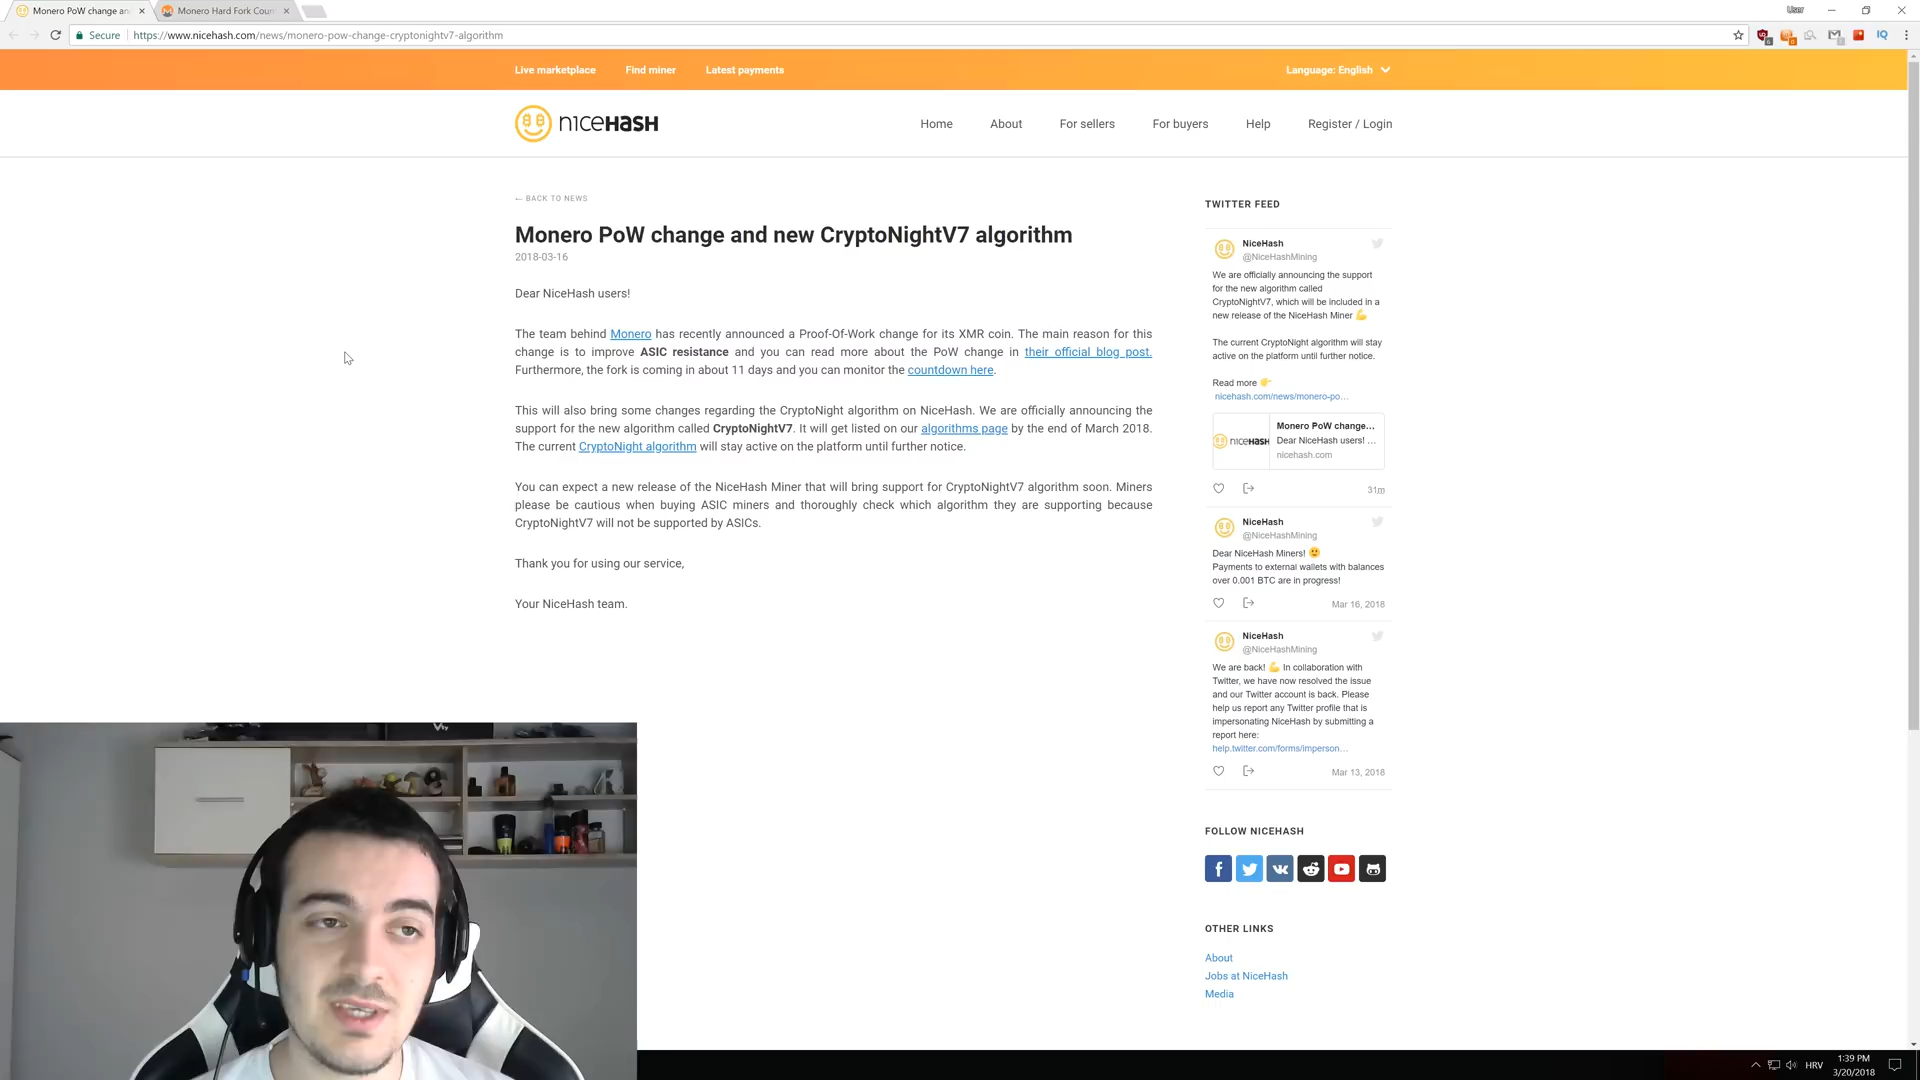 Monero PoW change an
Monero Hard Fork Coun
User
Secure
https://www.nicehash.com/news/monero-pow-change-cryptonightv7-algorithm
Live marketplace
Find miner
Latest payments
Language: English
NICEHASH
Home
About
For sellers
For buyers
Help
Register / Login
← BACK TO NEWS
Monero PoW change and new CryptoNightV7 algorithm
2018-03-16
Dear NiceHash users!
The team behind Monero has recently announced a Proof-Of-Work change for its XMR coin. The main reason for this
change is to improve ASIC resistance and you can read more about the PoW change in their official blog post.
Furthermore, the fork is coming in about 11 days and you can monitor the countdown here.
This will also bring some changes regarding the CryptoNight algorithm on NiceHash. We are officially announcing the
support for the new algorithm called CryptoNightV7. It will get listed on our algorithms page by the end of March 2018.
The current CryptoNight algorithm will stay active on the platform until further notice.
You can expect a new release of the NiceHash Miner that will bring support for CryptoNightV7 algorithm soon. Miners
please be cautious when buying ASIC miners and thoroughly check which algorithm they are supporting because
CryptoNightV7 will not be supported by ASICs.
Thank you for using our service,
Your NiceHash team.
TWITTER FEED
NiceHash
@NiceHashMining
We are officially announcing the support
for the new algorithm called
CryptoNightV7, which will be included in a
new release of the NiceHash Miner 💪
The current CryptoNight algorithm will stay
active on the platform until further notice.
Read more 👉
nicehash.com/news/monero-po…
NICEHASH
Monero PoW change...
Dear NiceHash users! ...
nicehash.com
31m
NiceHash
@NiceHashMining
Dear NiceHash Miners! 🙂
Payments to external wallets with balances
over 0.001 BTC are in progress!
Mar 16, 2018
NiceHash
@NiceHashMining
We are back! 💪 In collaboration with
Twitter, we have now resolved the issue
and our Twitter account is back. Please
help us report any Twitter profile that is
impersonating NiceHash by submitting a
report here:
help.twitter.com/forms/imperson…
Mar 13, 2018
FOLLOW NICEHASH
OTHER LINKS
About
Jobs at NiceHash
Media
HRV
1:39 PM
3/20/2018